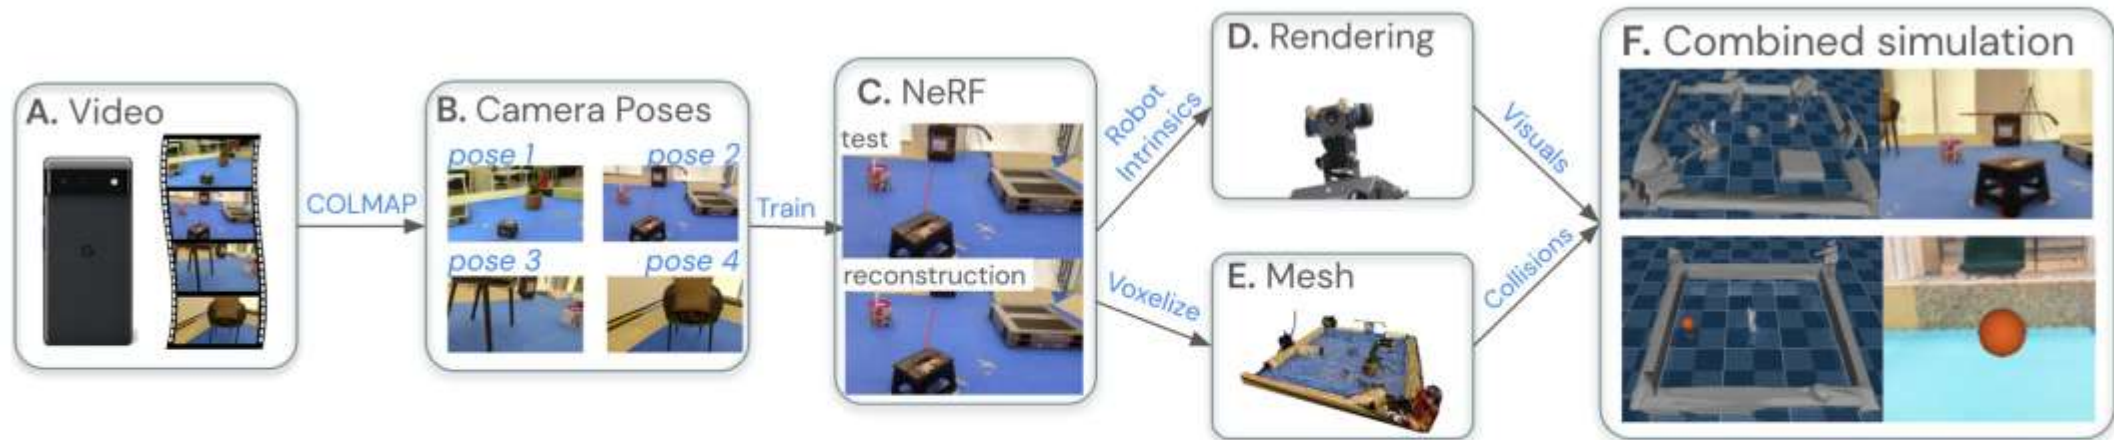 A. Video
COLMAP
B. Camera Poses
pose 1
pose 2
pose 3
pose 4
Train
C. NeRF
test
reconstruction
Robot
Intrinsics
Voxelize
D. Rendering
E. Mesh
Visuals
Collisions
F. Combined simulation